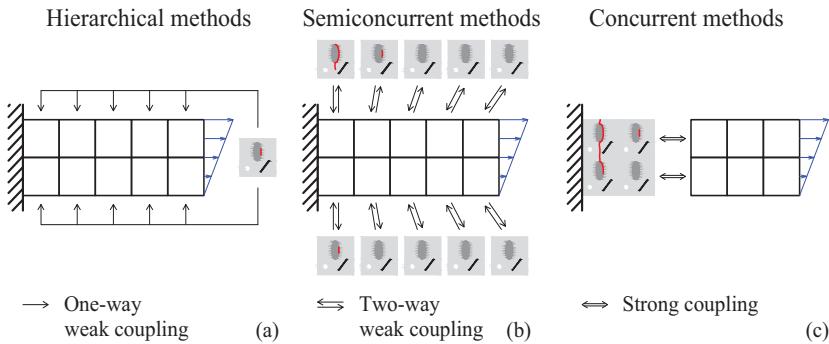 Hierarchical methods
Semiconcurrent methods
Concurrent methods
One-way
weak coupling
(a)
Two-way
weak coupling
(b)
Strong coupling
(c)